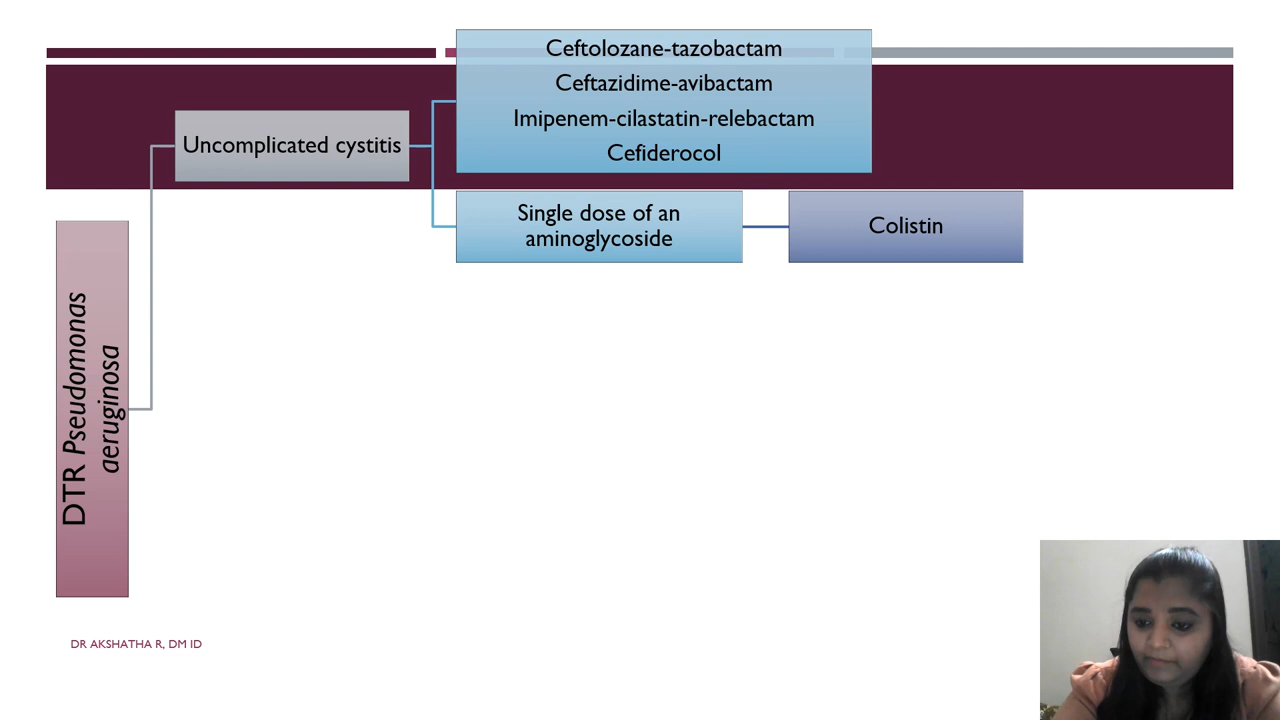 Ceftolozane-tazobactam
Ceftazidime-avibactam
Imipenem-cilastatin-relebactam
Cefiderocol
Uncomplicated cystitis
Single dose of an
aminoglycoside
Colistin
DTR Pseudomonas
aeruginosa
DR AKSHATHA R, DM ID